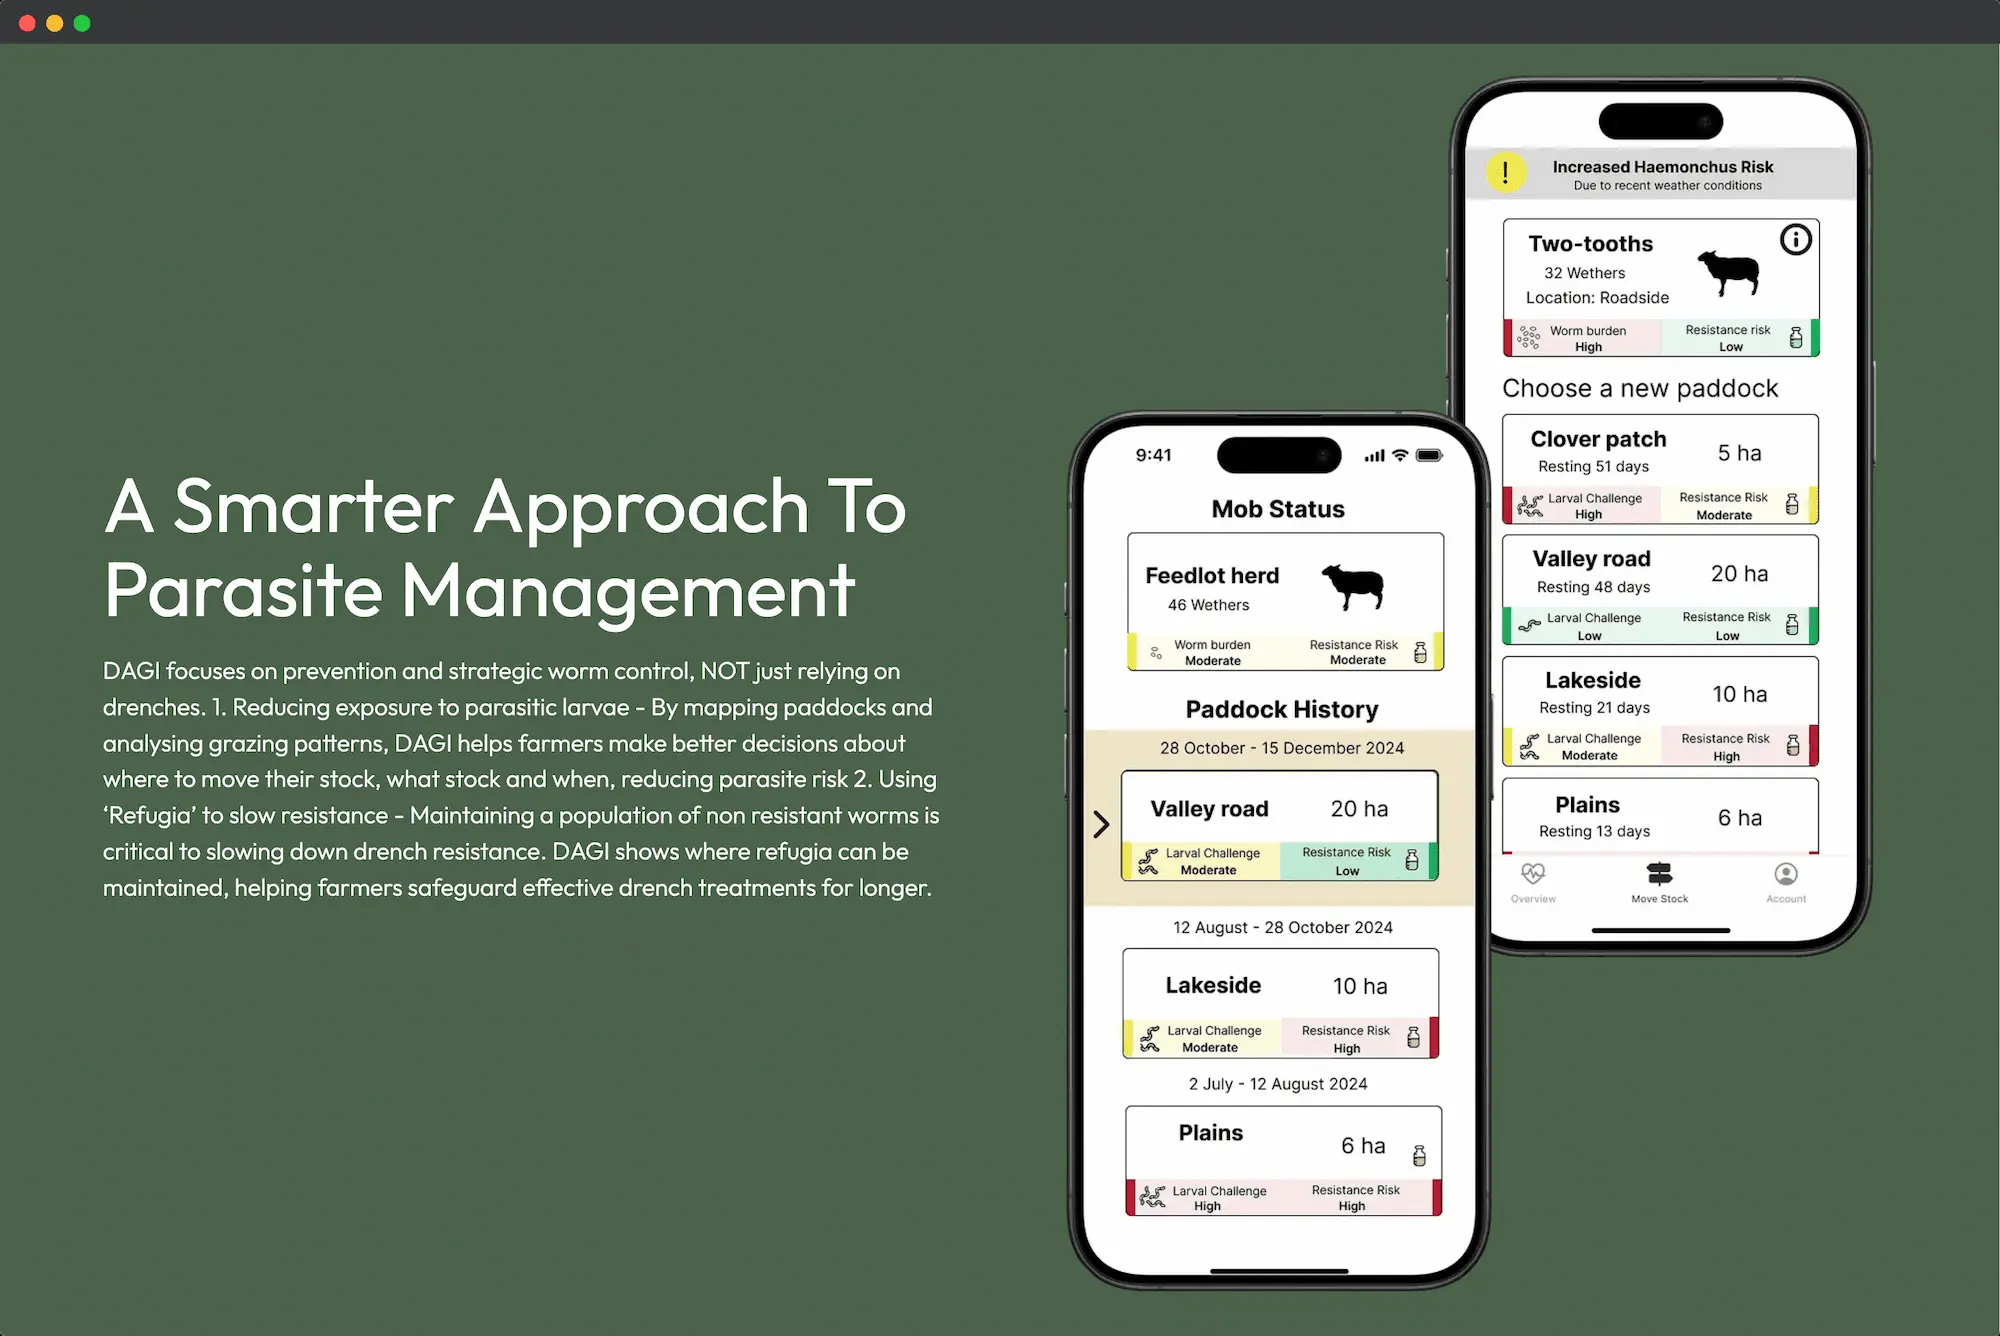 A Smarter Approach To
Parasite Management
DAGI focuses on prevention and strategic worm control, NOT just relying on
drenches. 1. Reducing exposure to parasitic larvae - By mapping paddocks and
analysing grazing patterns, DAGI helps farmers make better decisions about
where to move their stock, what stock and when, reducing parasite risk 2. Using
‘Refugia’ to slow resistance - Maintaining a population of non resistant worms is
critical to slowing down drench resistance. DAGI shows where refugia can be
maintained, helping farmers safeguard effective drench treatments for longer.
9:41
Mob Status
Feedlot herd
46 Wethers
Worm burden
Moderate
Resistance Risk
Moderate
Paddock History
28 October - 15 December 2024
Valley road
20 ha
Larval Challenge
Moderate
Resistance Risk
Low
12 August - 28 October 2024
Lakeside
10 ha
Larval Challenge
Moderate
Resistance Risk
High
2 July - 12 August 2024
Plains
6 ha
Larval Challenge
High
Resistance Risk
High
Increased Haemonchus Risk
Due to recent weather conditions
Two-tooths
32 Wethers
Location: Roadside
Worm burden
High
Resistance risk
Low
Choose a new paddock
Clover patch
Resting 51 days
5 ha
Larval Challenge
High
Resistance Risk
Moderate
Valley road
Resting 48 days
20 ha
Larval Challenge
Low
Resistance Risk
Low
Lakeside
Resting 21 days
10 ha
Larval Challenge
Moderate
Resistance Risk
High
Plains
Resting 13 days
6 ha
Overview
Move Stock
Account